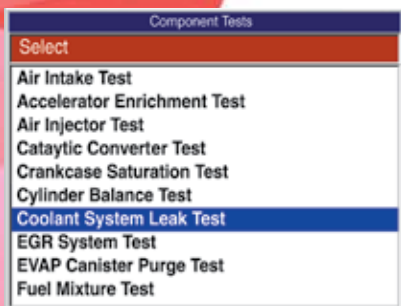 Component Tests
Select
Air Intake Test
Accelerator Enrichment Test
Air Injector Test
Cataytic Converter Test
Crankcase Saturation Test
Cylinder Balance Test
Coolant System Leak Test
EGR System Test
EVAP Canister Purge Test
Fuel Mixture Test